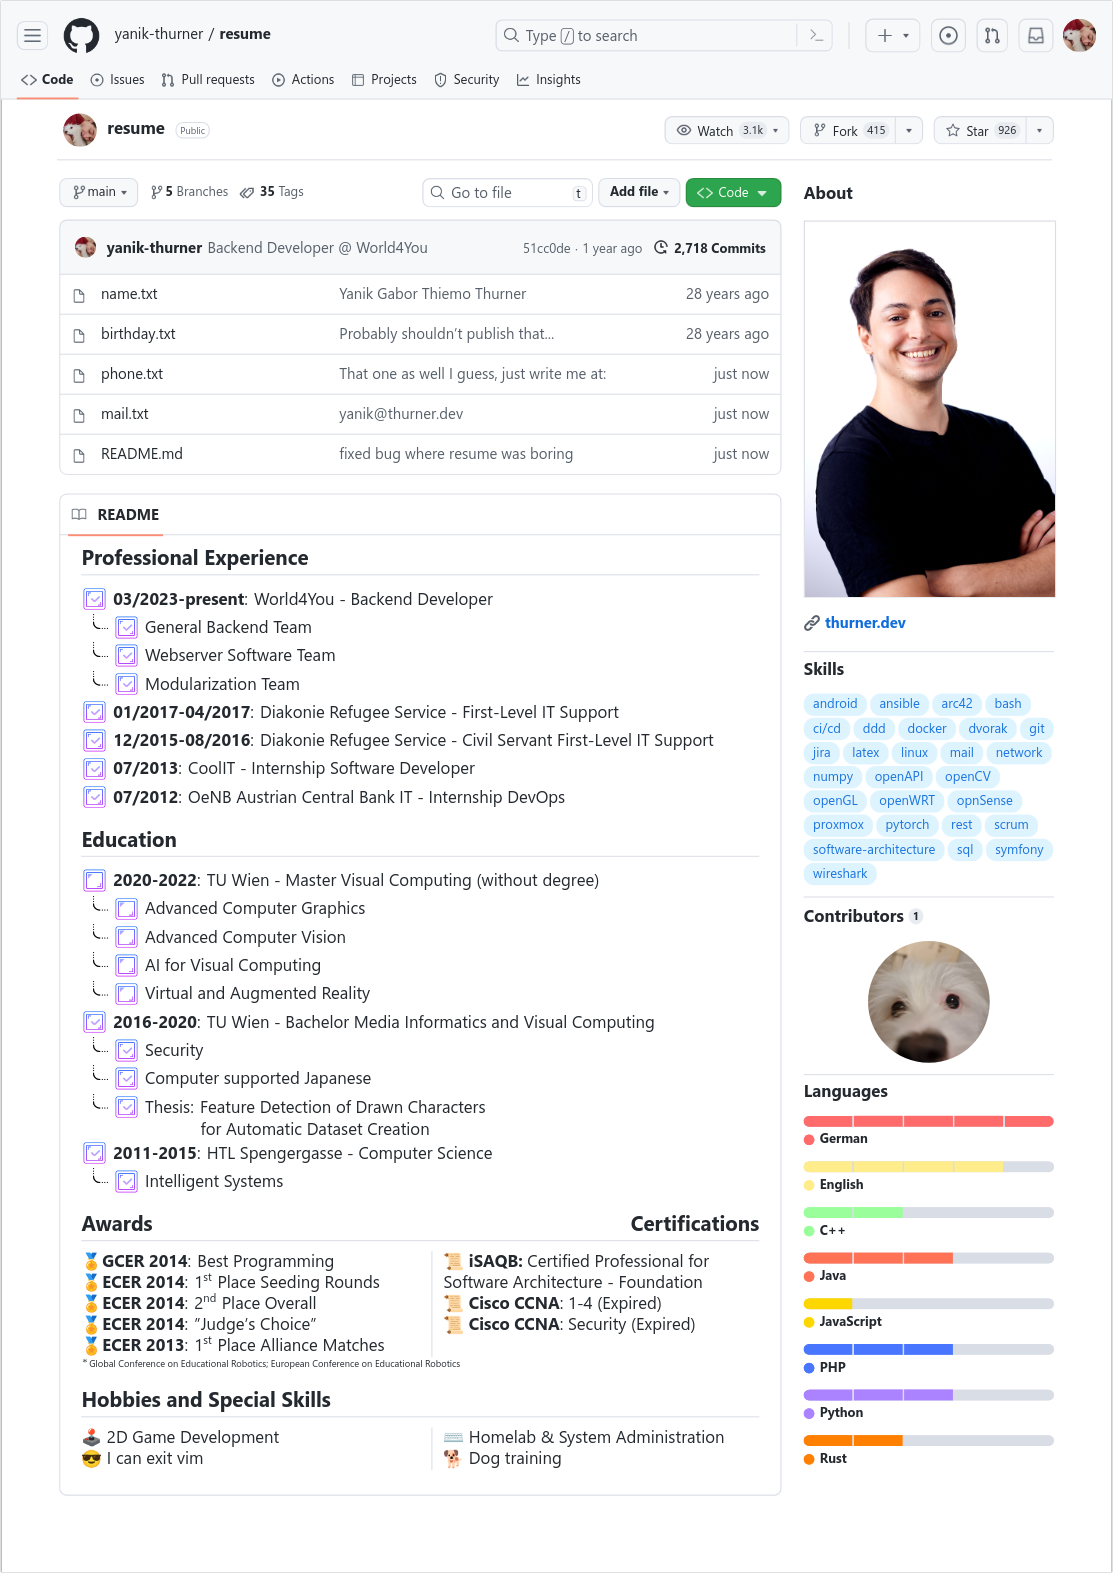 yanik-thurner / resume
Type / to search
Code Issues Pull requests Actions Projects Security Insights
resume Public
Watch 3.1k Fork 415 Star 926
main 5 Branches 35 Tags
Go to file t Add file Code
yanik-thurner Backend Developer @ World4You 51cc0de · 1 year ago 2,718 Commits
name.txt Yanik Gabor Thiemo Thurner 28 years ago
birthday.txt Probably shouldn't publish that... 28 years ago
phone.txt That one as well I guess, just write me at: just now
mail.txt yanik@thurner.dev just now
README.md fixed bug where resume was boring just now
README
Professional Experience
03/2023-present: World4You - Backend Developer
General Backend Team
Webserver Software Team
Modularization Team
01/2017-04/2017: Diakonie Refugee Service - First-Level IT Support
12/2015-08/2016: Diakonie Refugee Service - Civil Servant First-Level IT Support
07/2013: CoolIT - Internship Software Developer
07/2012: OeNB Austrian Central Bank IT - Internship DevOps
Education
2020-2022: TU Wien - Master Visual Computing (without degree)
Advanced Computer Graphics
Advanced Computer Vision
AI for Visual Computing
Virtual and Augmented Reality
2016-2020: TU Wien - Bachelor Media Informatics and Visual Computing
Security
Computer supported Japanese
Thesis: Feature Detection of Drawn Characters
for Automatic Dataset Creation
2011-2015: HTL Spengergasse - Computer Science
Intelligent Systems
Awards
GCER 2014: Best Programming
ECER 2014: 1st Place Seeding Rounds
ECER 2014: 2nd Place Overall
ECER 2014: "Judge's Choice"
ECER 2013: 1st Place Alliance Matches
* Global Conference on Educational Robotics; European Conference on Educational Robotics
Certifications
iSAQB: Certified Professional for
Software Architecture - Foundation
Cisco CCNA: 1-4 (Expired)
Cisco CCNA: Security (Expired)
Hobbies and Special Skills
2D Game Development
I can exit vim
Homelab & System Administration
Dog training
About
thurner.dev
Skills
android ansible arc42 bash
ci/cd ddd docker dvorak git
jira latex linux mail network
numpy openAPI openCV
openGL openWRT opnSense
proxmox pytorch rest scrum
software-architecture sql symfony
wireshark
Contributors 1
Languages
German
English
C++
Java
JavaScript
PHP
Python
Rust